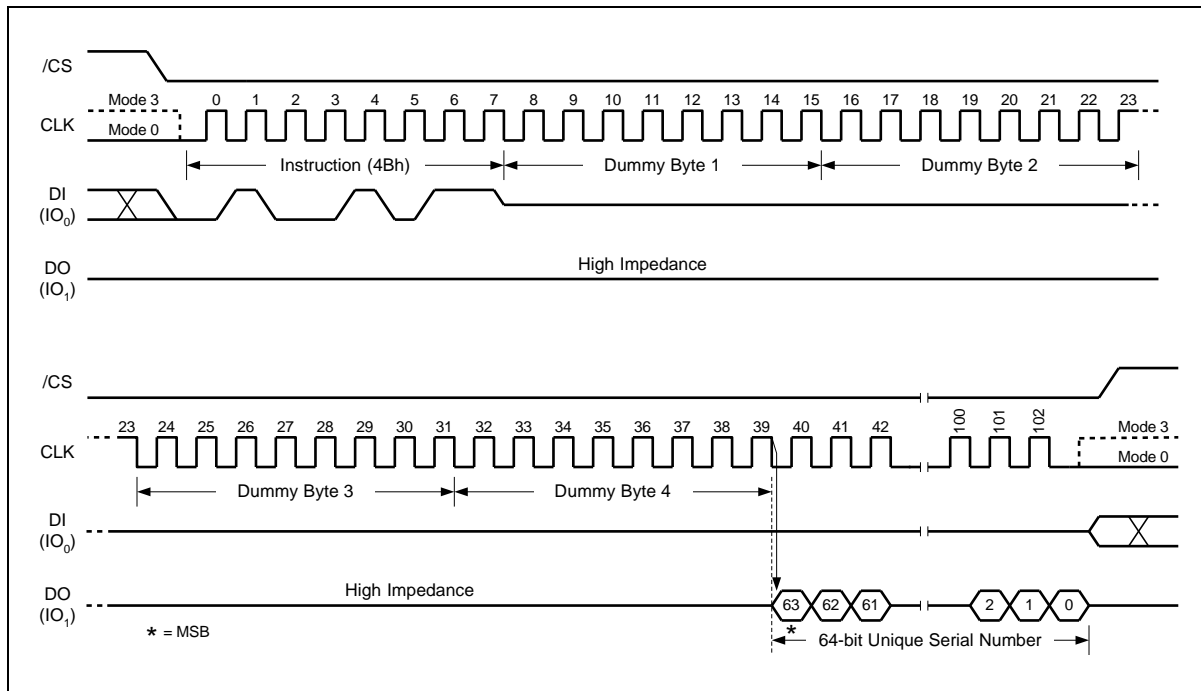 /CS
Mode 3
0 1 2 3 4 5 6 7 8 9 10 11 12 13 14 15 16 17 18 19 20 21 22 23
CLK
Mode 0
Instruction (4Bh)
Dummy Byte 1
Dummy Byte 2
DI
(IO0)
High Impedance
DO
(IO1)
/CS
23 24 25 26 27 28 29 30 31 32 33 34 35 36 37 38 39 40 41 42 100 101 102
Mode 3
CLK
Mode 0
Dummy Byte 3
Dummy Byte 4
DI
(IO0)
High Impedance
DO
(IO1)
63 62 61 2 1 0
* = MSB
*
64-bit Unique Serial Number